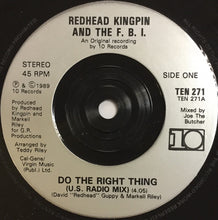 REDHEAD KINGPIN
AND THE F. B. I.
An Original recording
by 10 Records
STEREO
45 RPM
SIDE ONE
℗ & © 1989
10 Records
TEN 271
TEN 271A
Produced by
Redhead
Kingpin and
Markell Riley
for G.R.
Productions
Arranged by
Teddy Riley
Mixed by
Joe The
Butcher
Cal-Gene/
Virgin Music
(Publ.) Ltd.
10
DO THE RIGHT THING
(U.S. RADIO MIX) (4.05)
(David "Redhead" Guppy & Markell Riley)